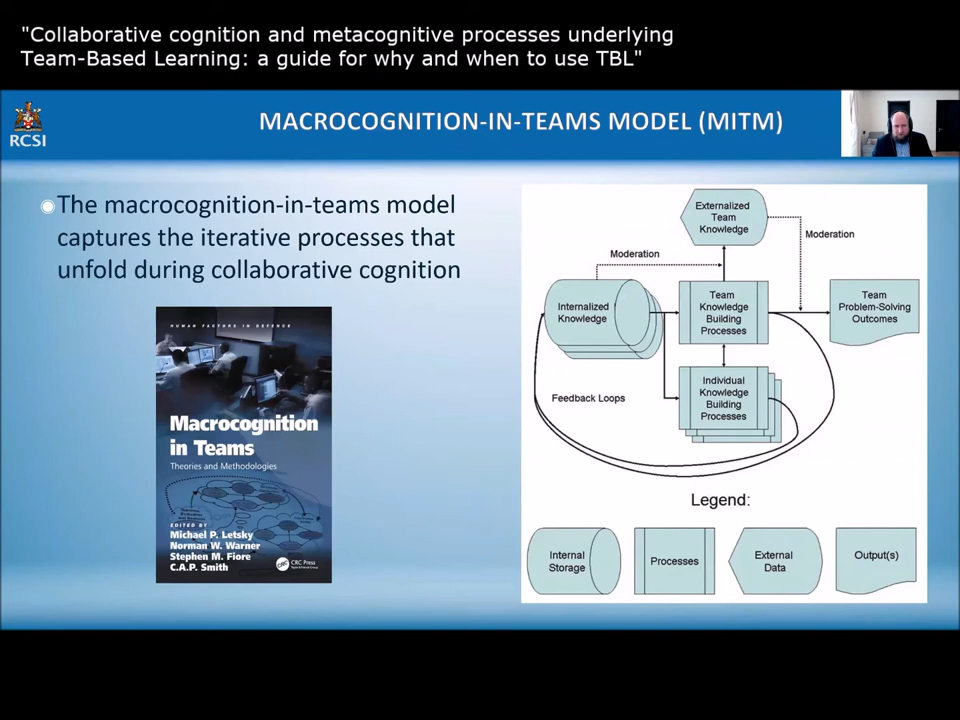 "Collaborative cognition and metacognitive processes underlying
Team-Based Learning: a guide for why and when to use TBL"
RCSI
MACROCOGNITION-IN-TEAMS MODEL (MITM)
The macrocognition-in-teams model
captures the iterative processes that
unfold during collaborative cognition
HUMAN FACTORS IN DEFENCE
Macrocognition
in Teams
Theories and Methodologies
EDITED BY
Michael P. Letsky
Norman W. Warner
Stephen M. Fiore
C.A.P. Smith
CRC Press
Externalized
Team
Knowledge
Moderation
Moderation
Internalized
Knowledge
Team
Knowledge
Building
Processes
Team
Problem-Solving
Outcomes
Individual
Knowledge
Building
Processes
Feedback Loops
Legend:
Internal
Storage
Processes
External
Data
Output(s)